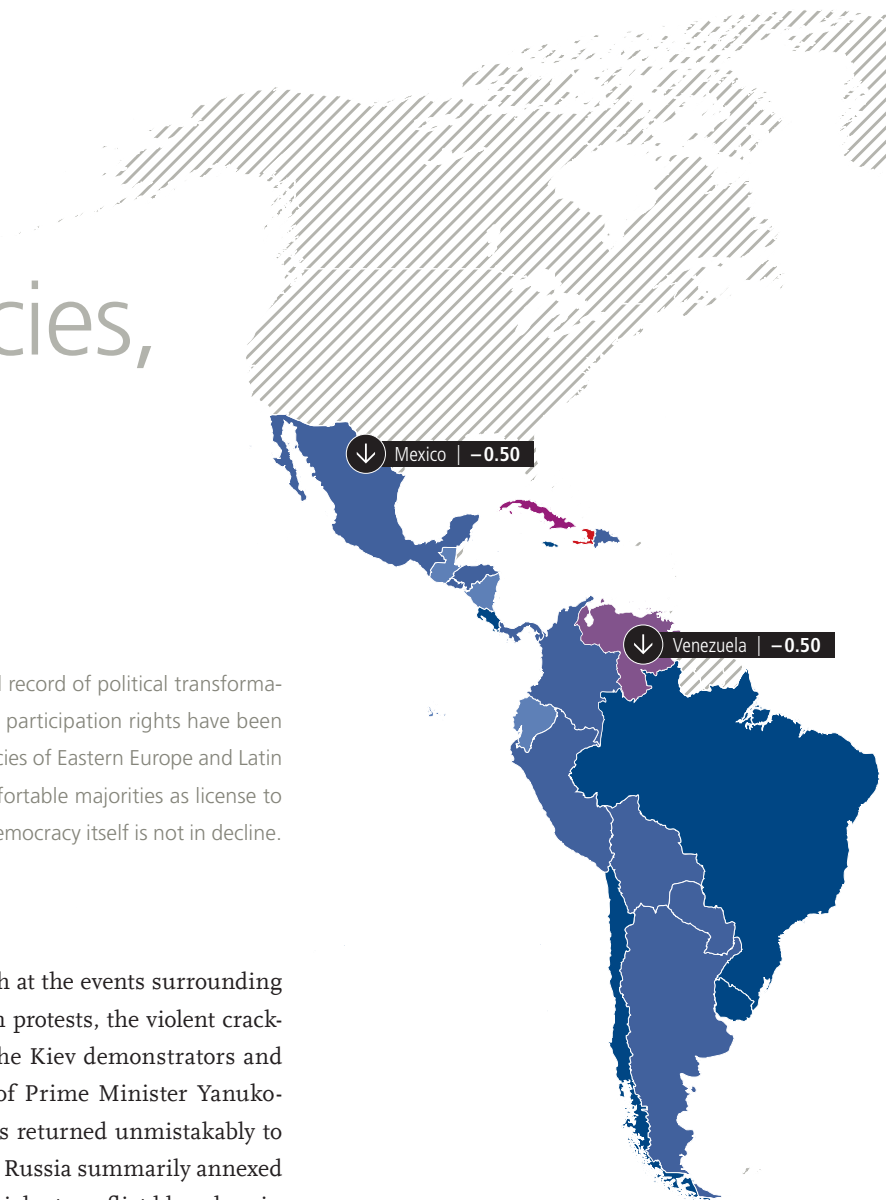 cies,
Mexico | −0.50
Venezuela | −0.50
record of political transforma-
participation rights have been
cies of Eastern Europe and Latin
fortable majorities as license to
emocracy itself is not in decline.
at the events surrounding
protests, the violent crack-
he Kiev demonstrators and
of Prime Minister Yanuko-
s returned unmistakably to
Russia summarily annexed